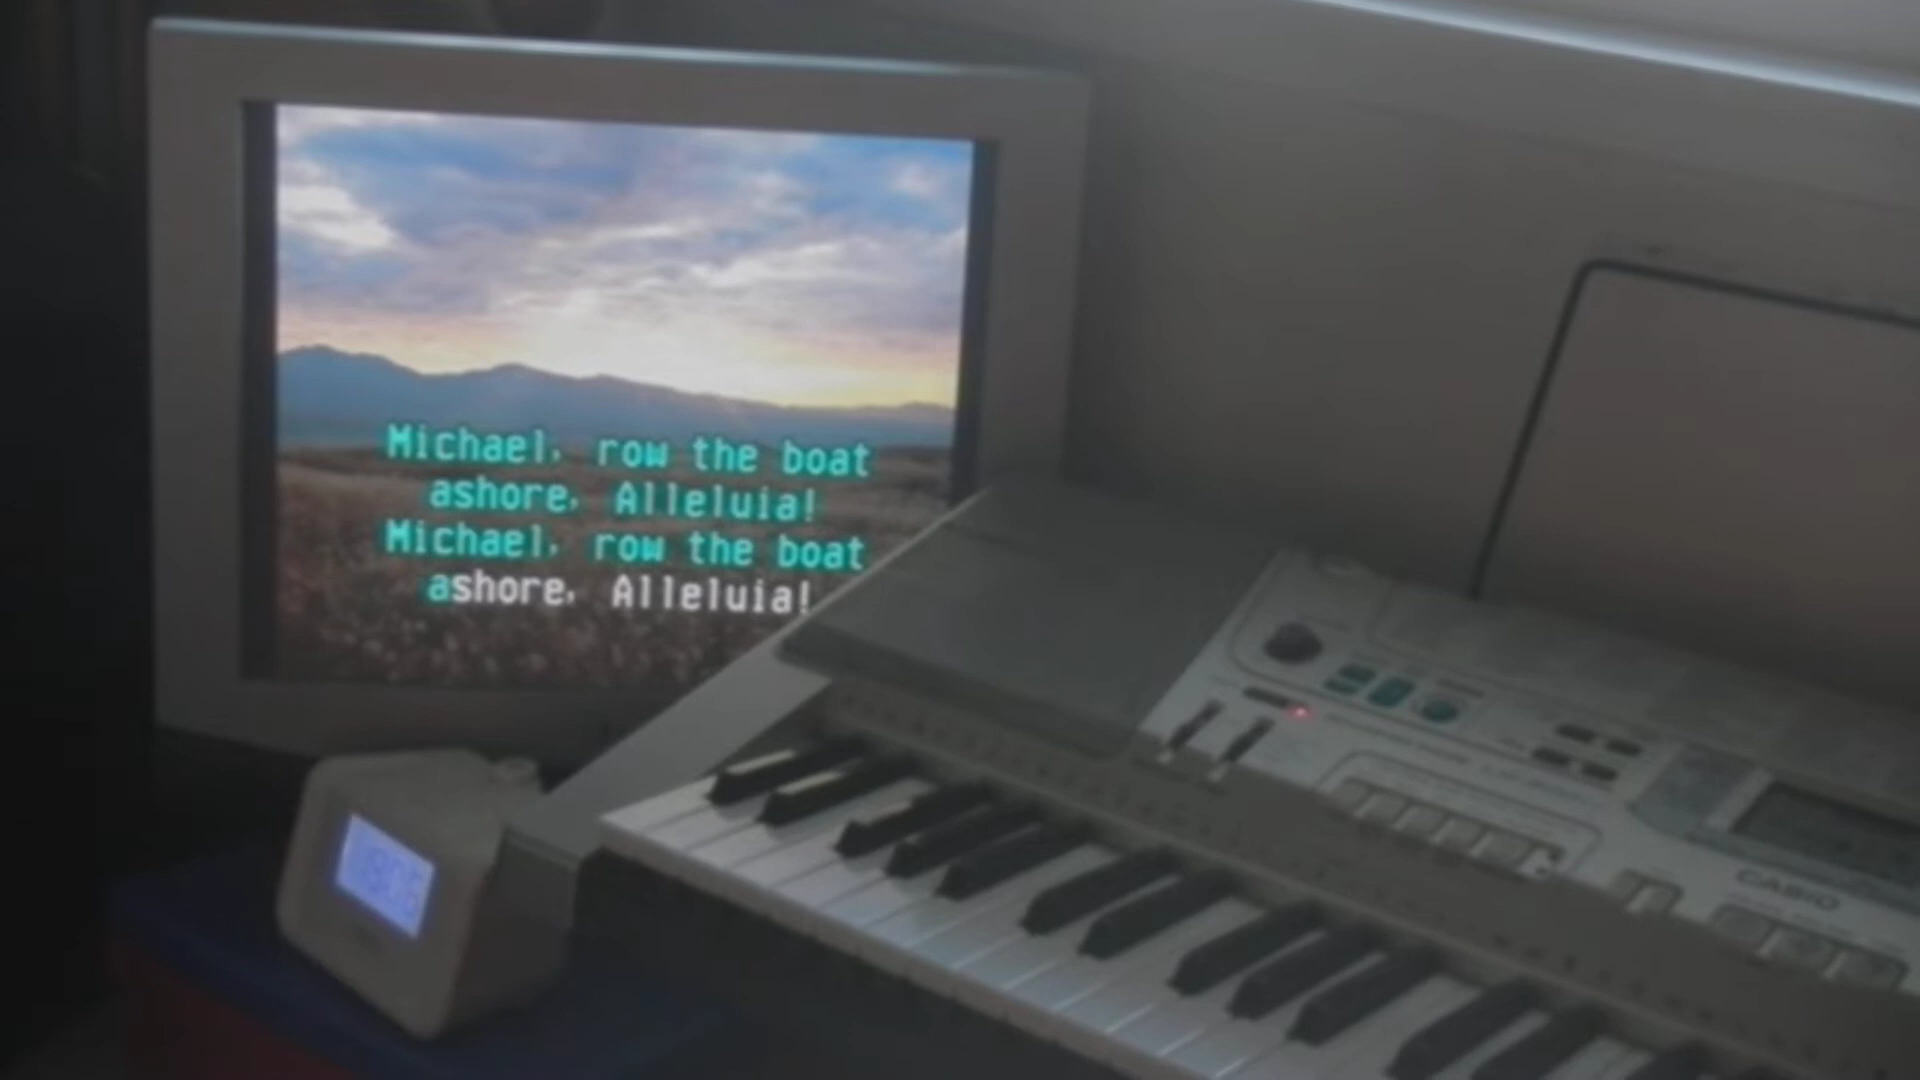 Michael, row the boat
ashore, Alleluia!
Michael, row the boat
ashore, Alleluia!
CASIO